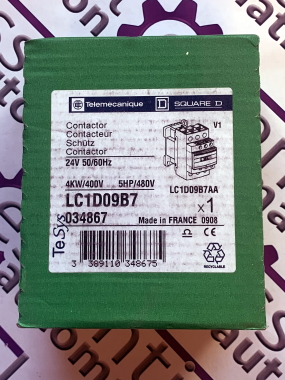 Telemecanique
D SQUARE D
Contactor
Contacteur
Schütz
Contactor
24V 50/60Hz
V1
4KW/400V 5HP/480V
LC1D09B7AA
LC1D09B7
034867
x1
Made in FRANCE 0908
TeSys
CE
RECYCLABLE
3 389110 348675